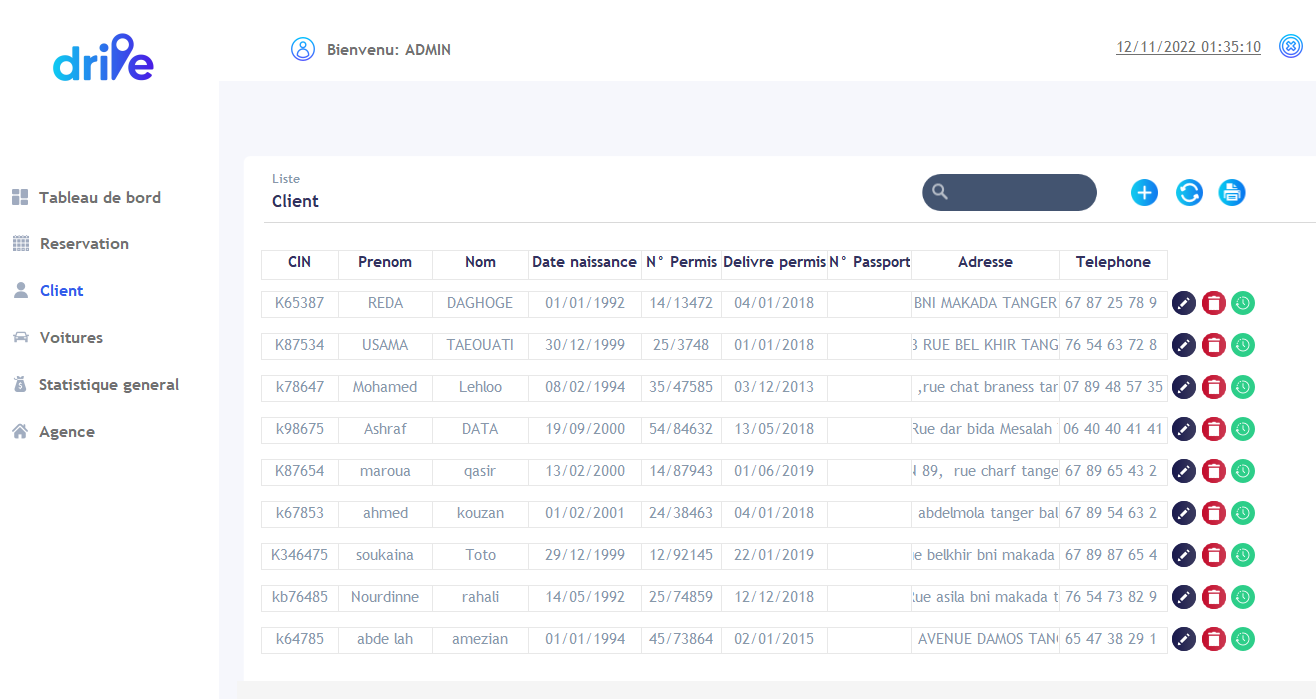 drive
Bienvenu: ADMIN
12/11/2022 01:35:10
Tableau de bord
Reservation
Client
Voitures
Statistique general
Agence
Liste
Client
CIN Prenom Nom Date naissance N° Permis Delivre permis N° Passport Adresse Telephone
K65387 REDA DAGHOGE 01/01/1992 14/13472 04/01/2018 BNI MAKADA TANGER 67 87 25 78 9
K87534 USAMA TAEOUATI 30/12/1999 25/3748 01/01/2018 RUE BEL KHIR TANG 76 54 63 72 8
k78647 Mohamed Lehloo 08/02/1994 35/47585 03/12/2013 ,rue chat braness tar 07 89 48 57 35
k98675 Ashraf DATA 19/09/2000 54/84632 13/05/2018 Rue dar bida Mesalah 06 40 40 41 41
K87654 maroua qasir 13/02/2000 14/87943 01/06/2019 89, rue charf tange 67 89 65 43 2
k67853 ahmed kouzan 01/02/2001 24/38463 04/01/2018 abdelmola tanger bal 67 89 54 63 2
K346475 soukaina Toto 29/12/1999 12/92145 22/01/2019 belkhir bni makada 67 89 87 65 4
kb76485 Nourdinne rahali 14/05/1992 25/74859 12/12/2018 Rue asila bni makada t 76 54 73 82 9
k64785 abde lah amezian 01/01/1994 45/73864 02/01/2015 AVENUE DAMOS TAN 65 47 38 29 1